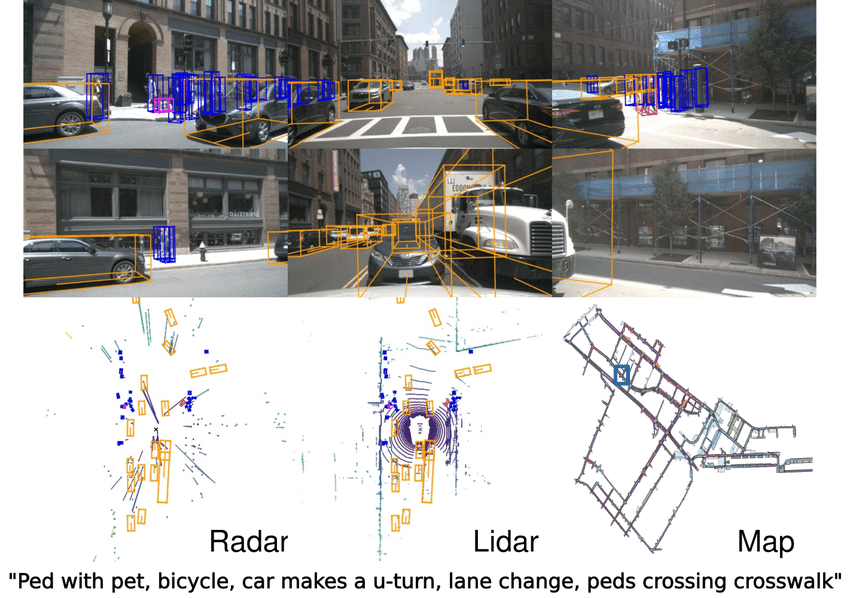 Radar
Lidar
Map
"Ped with pet, bicycle, car makes a u-turn, lane change, peds crossing crosswalk"